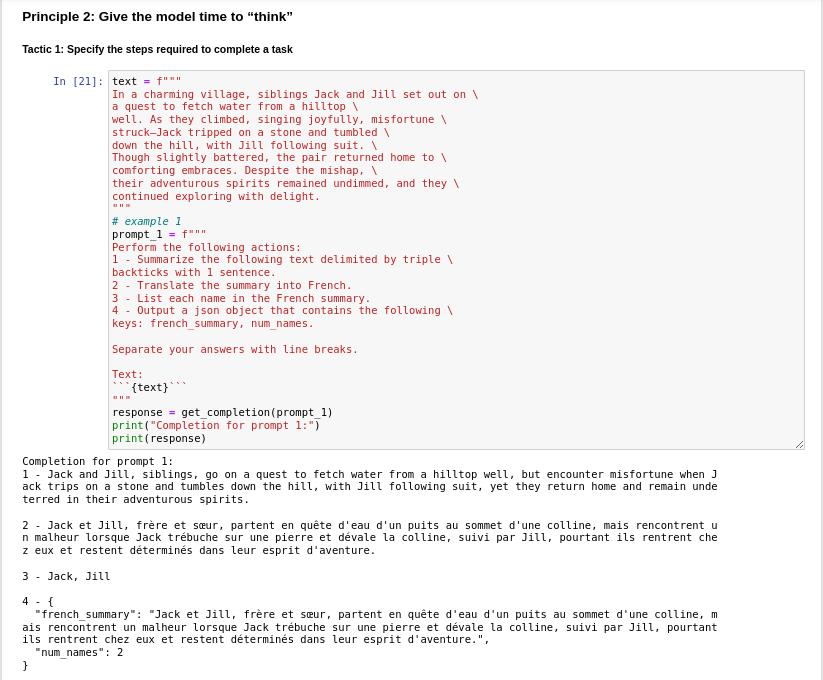 Principle 2: Give the model time to “think”
Tactic 1: Specify the steps required to complete a task
In [21]: text = f"""
In a charming village, siblings Jack and Jill set out on \
a quest to fetch water from a hilltop \
well. As they climbed, singing joyfully, misfortune \
struck—Jack tripped on a stone and tumbled \
down the hill, with Jill following suit. \
Though slightly battered, the pair returned home to \
comforting embraces. Despite the mishap, \
their adventurous spirits remained undimmed, and they \
continued exploring with delight.
"""
# example 1
prompt_1 = f"""
Perform the following actions:
1 - Summarize the following text delimited by triple \
backticks with 1 sentence.
2 - Translate the summary into French.
3 - List each name in the French summary.
4 - Output a json object that contains the following \
keys: french_summary, num_names.

Separate your answers with line breaks.

Text:
```{text}```
"""
response = get_completion(prompt_1)
print("Completion for prompt 1:")
print(response)
Completion for prompt 1:
1 - Jack and Jill, siblings, go on a quest to fetch water from a hilltop well, but encounter misfortune when J
ack trips on a stone and tumbles down the hill, with Jill following suit, yet they return home and remain unde
terred in their adventurous spirits.

2 - Jack et Jill, frère et sœur, partent en quête d'eau d'un puits au sommet d'une colline, mais rencontrent u
n malheur lorsque Jack trébuche sur une pierre et dévale la colline, suivi par Jill, pourtant ils rentrent che
z eux et restent déterminés dans leur esprit d'aventure.

3 - Jack, Jill

4 - {
  "french_summary": "Jack et Jill, frère et sœur, partent en quête d'eau d'un puits au sommet d'une colline, m
ais rencontrent un malheur lorsque Jack trébuche sur une pierre et dévale la colline, suivi par Jill, pourtant
ils rentrent chez eux et restent déterminés dans leur esprit d'aventure.",
  "num_names": 2
}